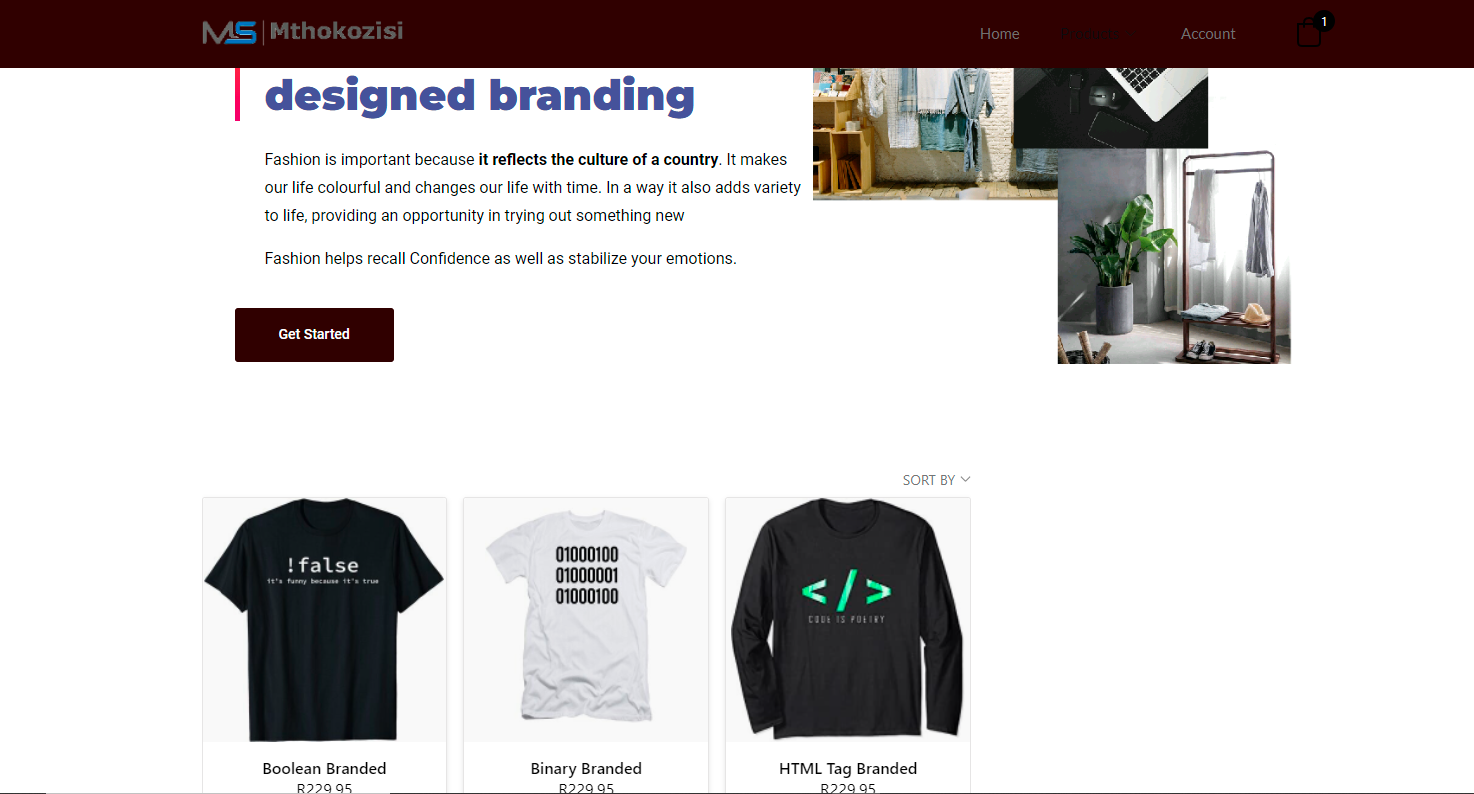 MS | Mthokozisi
Home
Account
1
designed branding
Fashion is important because it reflects the culture of a country. It makes
our life colourful and changes our life with time. In a way it also adds variety
to life, providing an opportunity in trying out something new
Fashion helps recall Confidence as well as stabilize your emotions.
Get Started
SORT BY
!false
it's funny because it's true
01000100
01000001
01000100
</>
CODE IS POETRY
Boolean Branded
Binary Branded
HTML Tag Branded
R229.95
R229.95
R229.95